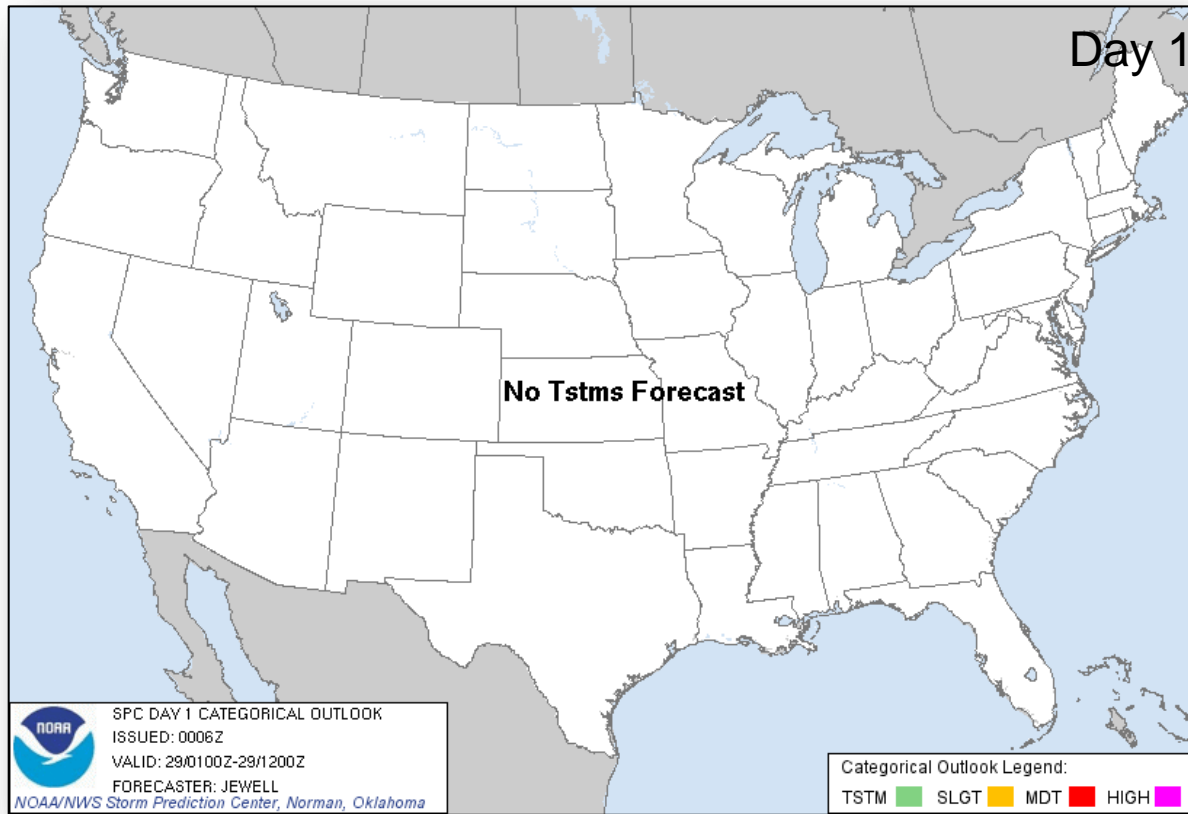 Day 1
No Tstms Forecast
NOAA
SPC DAY 1 CATEGORICAL OUTLOOK
ISSUED: 0006Z
VALID: 29/0100Z-29/1200Z
FORECASTER: JEWELL
NOAA/NWS Storm Prediction Center, Norman, Oklahoma
Categorical Outlook Legend:
TSTM SLGT MDT HIGH